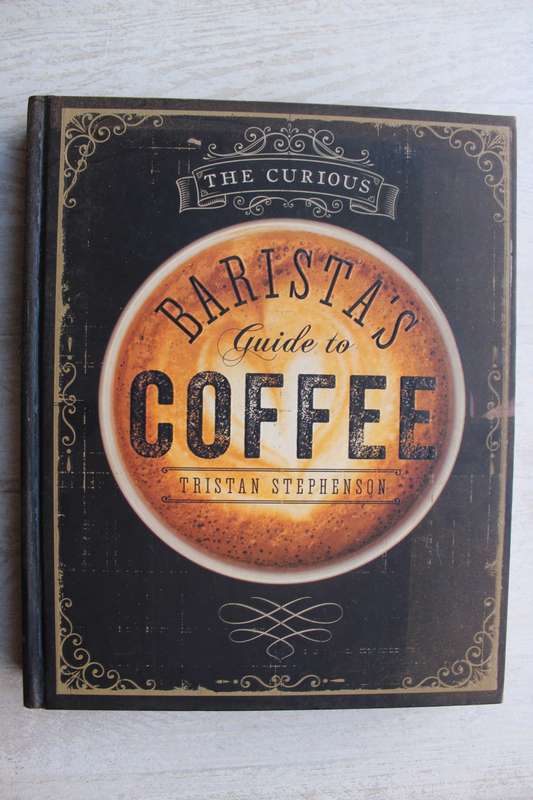 THE CURIOUS
BARISTA'S
Guide to
COFFEE
TRISTAN STEPHENSON